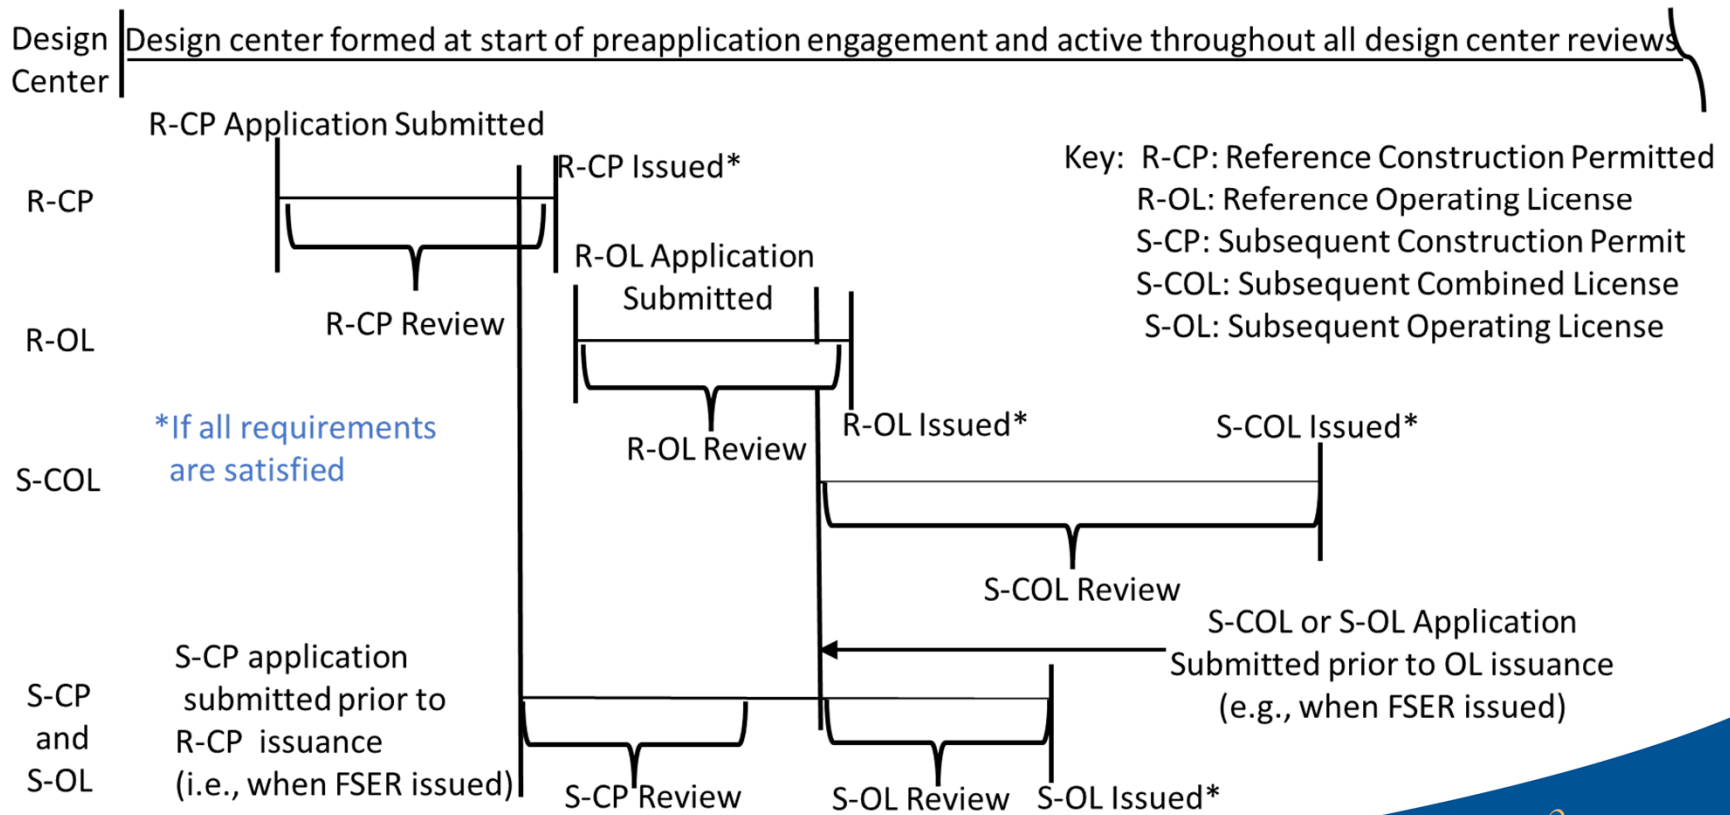 Design
Center
Design center formed at start of preapplication engagement and active throughout all design center reviews
R-CP Application Submitted
R-CP Issued*
R-CP
R-CP Review
Key: R-CP: Reference Construction Permitted
R-OL: Reference Operating License
S-CP: Subsequent Construction Permit
S-COL: Subsequent Combined License
S-OL: Subsequent Operating License
R-OL Application
Submitted
R-OL
R-OL Review
R-OL Issued*
*If all requirements
are satisfied
S-COL Issued*
S-COL
S-COL Review
S-COL or S-OL Application
Submitted prior to OL issuance
(e.g., when FSER issued)
S-CP
and
S-OL
S-CP application
submitted prior to
R-CP issuance
(i.e., when FSER issued)
S-CP Review
S-OL Review
S-OL Issued*